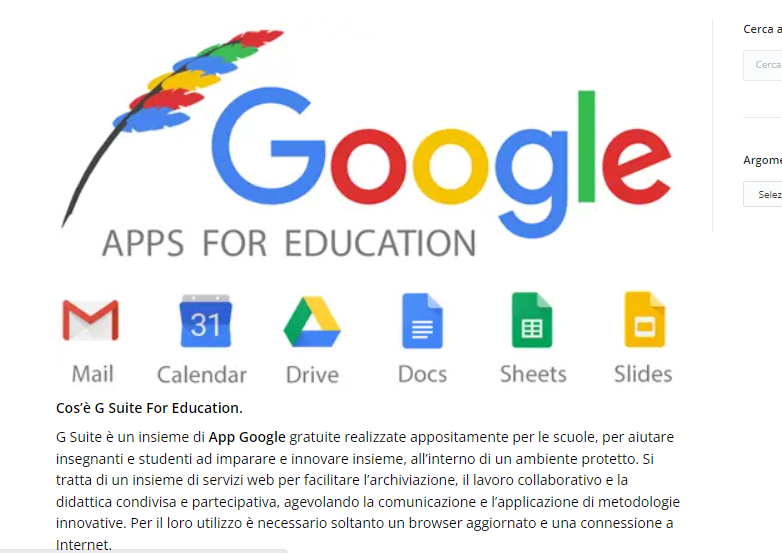 Google
APPS FOR EDUCATION
31
Mail Calendar Drive Docs Sheets Slides
Cos'è G Suite For Education.
G Suite è un insieme di App Google gratuite realizzate appositamente per le scuole, per aiutare
insegnanti e studenti ad imparare e innovare insieme, all'interno di un ambiente protetto. Si
tratta di un insieme di servizi web per facilitare l'archiviazione, il lavoro collaborativo e la
didattica condivisa e partecipativa, agevolando la comunicazione e l'applicazione di metodologie
innovative. Per il loro utilizzo è necessario soltanto un browser aggiornato e una connessione a
Internet.
Cerca a
Cerca
Argome
Selez